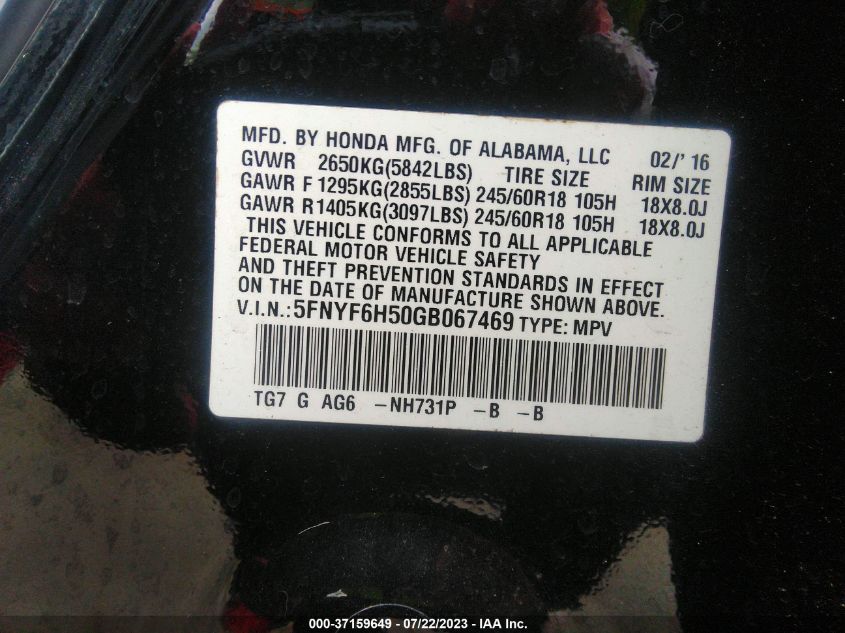 MFD. BY HONDA MFG. OF ALABAMA, LLC 02/' 16
GVWR 2650KG(5842LBS) TIRE SIZE RIM SIZE
GAWR F 1295KG(2855LBS) 245/60R18 105H 18X8.0J
GAWR R1405KG(3097LBS) 245/60R18 105H 18X8.0J
THIS VEHICLE CONFORMS TO ALL APPLICABLE
FEDERAL MOTOR VEHICLE SAFETY
AND THEFT PREVENTION STANDARDS IN EFFECT
ON THE DATE OF MANUFACTURE SHOWN ABOVE.
V.I.N.:5FNYF6H50GB067469 TYPE: MPV
TG7 G AG6 -NH731P -B -B
000-37159649 - 07/22/2023 - IAA Inc.